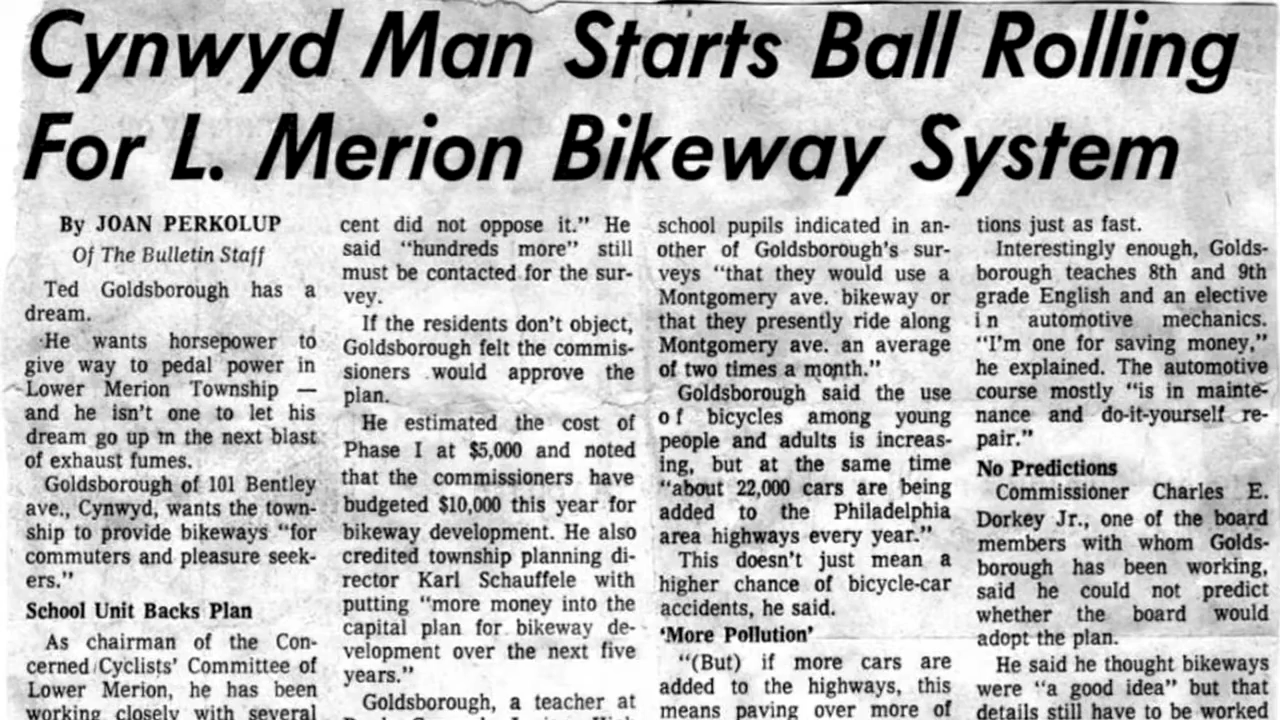 Cynwyd Man Starts Ball Rolling
For L. Merion Bikeway System
By JOAN PERKOLUP
Of The Bulletin Staff
Ted Goldsborough has a
dream.
He wants horsepower to
give way to pedal power in
Lower Merion Township —
and he isn't one to let his
dream go up in the next blast
of exhaust fumes.
Goldsborough of 101 Bentley
ave., Cynwyd, wants the town-
ship to provide bikeways "for
commuters and pleasure seek-
ers."
School Unit Backs Plan
As chairman of the Con-
cerned Cyclists' Committee of
Lower Merion, he has been
working closely with several
cent did not oppose it." He
said "hundreds more" still
must be contacted for the sur-
vey.
If the residents don't object,
Goldsborough felt the commis-
sioners would approve the
plan.
He estimated the cost of
Phase I at $5,000 and noted
that the commissioners have
budgeted $10,000 this year for
bikeway development. He also
credited township planning di-
rector Karl Schauffele with
putting "more money into the
capital plan for bikeway de-
velopment over the next five
years."
Goldsborough, a teacher at
school pupils indicated in an-
other of Goldsborough's sur-
veys "that they would use a
Montgomery ave. bikeway or
that they presently ride along
Montgomery ave. an average
of two times a month."
Goldsborough said the use
of bicycles among young
people and adults is increas-
ing, but at the same time
"about 22,000 cars are being
added to the Philadelphia
area highways every year."
This doesn't just mean a
higher chance of bicycle-car
accidents, he said.
'More Pollution'
"(But) if more cars are
added to the highways, this
means paving over more of
tions just as fast.
Interestingly enough, Golds-
borough teaches 8th and 9th
grade English and an elective
in automotive mechanics.
"I'm one for saving money,"
he explained. The automotive
course mostly "is in mainte-
nance and do-it-yourself re-
pair."
No Predictions
Commissioner Charles E.
Dorkey Jr., one of the board
members with whom Golds-
borough has been working,
said he could not predict
whether the board would
adopt the plan.
He said he thought bikeways
were "a good idea" but that
details still have to be worked